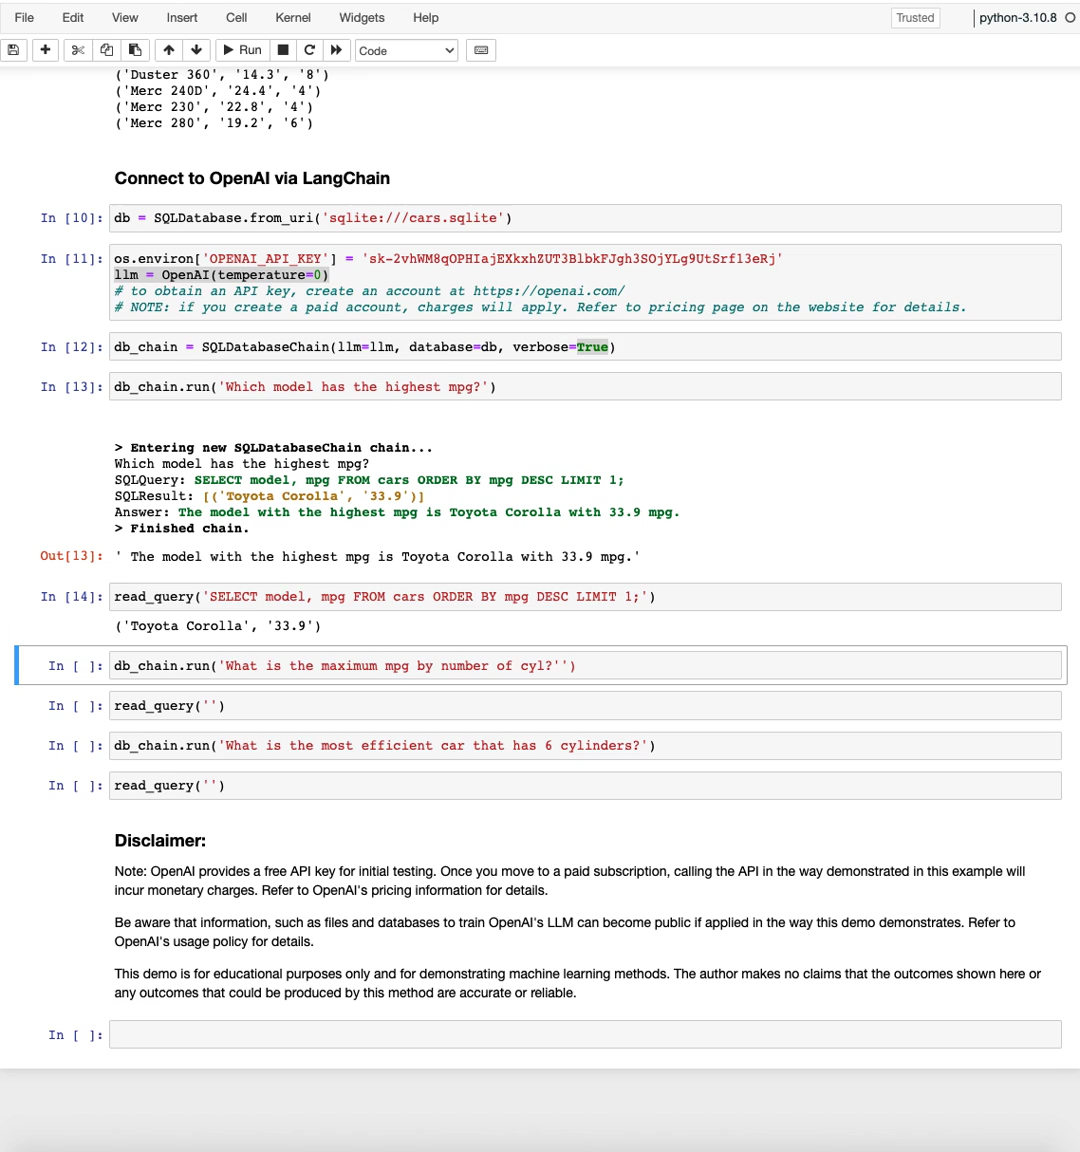 File Edit View Insert Cell Kernel Widgets Help Trusted python-3.10.8
Run Code
('Duster 360', '14.3', '8')
('Merc 240D', '24.4', '4')
('Merc 230', '22.8', '4')
('Merc 280', '19.2', '6')
Connect to OpenAI via LangChain
In [10]: db = SQLDatabase.from_uri('sqlite:///cars.sqlite')
In [11]: os.environ['OPENAI_API_KEY'] =
llm = OpenAI(temperature=0)
# to obtain an API key, create an account at https://openai.com/
# NOTE: if you create a paid account, charges will apply. Refer to pricing page on the website for details.
In [12]: db_chain = SQLDatabaseChain(llm=llm, database=db, verbose=True)
In [13]: db_chain.run('Which model has the highest mpg?')
> Entering new SQLDatabaseChain chain...
Which model has the highest mpg?
SQLQuery: SELECT model, mpg FROM cars ORDER BY mpg DESC LIMIT 1;
SQLResult: [('Toyota Corolla', '33.9')]
Answer: The model with the highest mpg is Toyota Corolla with 33.9 mpg.
> Finished chain.
Out[13]: ' The model with the highest mpg is Toyota Corolla with 33.9 mpg.'
In [14]: read_query('SELECT model, mpg FROM cars ORDER BY mpg DESC LIMIT 1;')
('Toyota Corolla', '33.9')
In [ ]: db_chain.run('What is the maximum mpg by number of cyl?'')
In [ ]: read_query('')
In [ ]: db_chain.run('What is the most efficient car that has 6 cylinders?')
In [ ]: read_query('')
Disclaimer:
Note: OpenAI provides a free API key for initial testing. Once you move to a paid subscription, calling the API in the way demonstrated in this example will
incur monetary charges. Refer to OpenAI's pricing information for details.
Be aware that information, such as files and databases to train OpenAI's LLM can become public if applied in the way this demo demonstrates. Refer to
OpenAI's usage policy for details.
This demo is for educational purposes only and for demonstrating machine learning methods. The author makes no claims that the outcomes shown here or
any outcomes that could be produced by this method are accurate or reliable.
In [ ]: